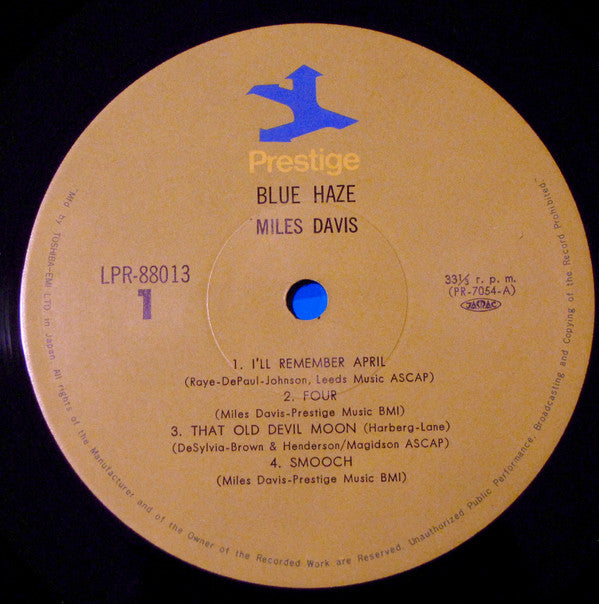 Prestige
BLUE HAZE
MILES DAVIS
LPR-88013
1
33⅓ r. p. m.
(PR-7054-A)
JASRAC
1. I'LL REMEMBER APRIL
(Raye-DePaul-Johnson, Leeds Music ASCAP)
2. FOUR
(Miles Davis-Prestige Music BMI)
3. THAT OLD DEVIL MOON (Harberg-Lane)
(DeSylvia-Brown & Henderson/Magidson ASCAP)
4. SMOOCH
(Miles Davis-Prestige Music BMI)
"Mfd by TOSHIBA-EMI LTD in Japan. All rights of the Manufacturer and of the Owner of the Recorded Work are Reserved. Unauthorized Public Performance, Broadcasting and Copying of the Record Prohibited"